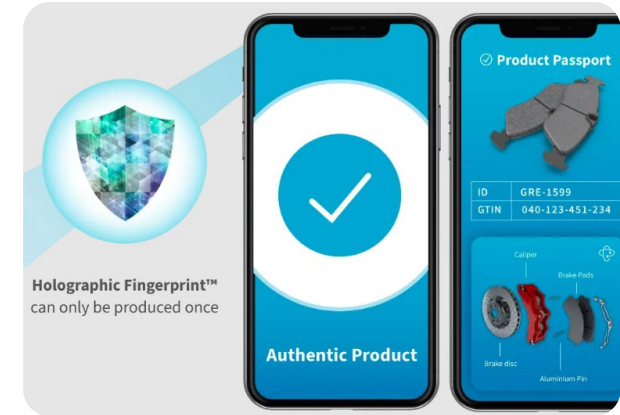 Holographic Fingerprint™
can only be produced once
Authentic Product
Product Passport
ID GRE-1599
GTIN 040-123-451-234
Caliper
Brake Pads
Brake disc
Aluminium Pin